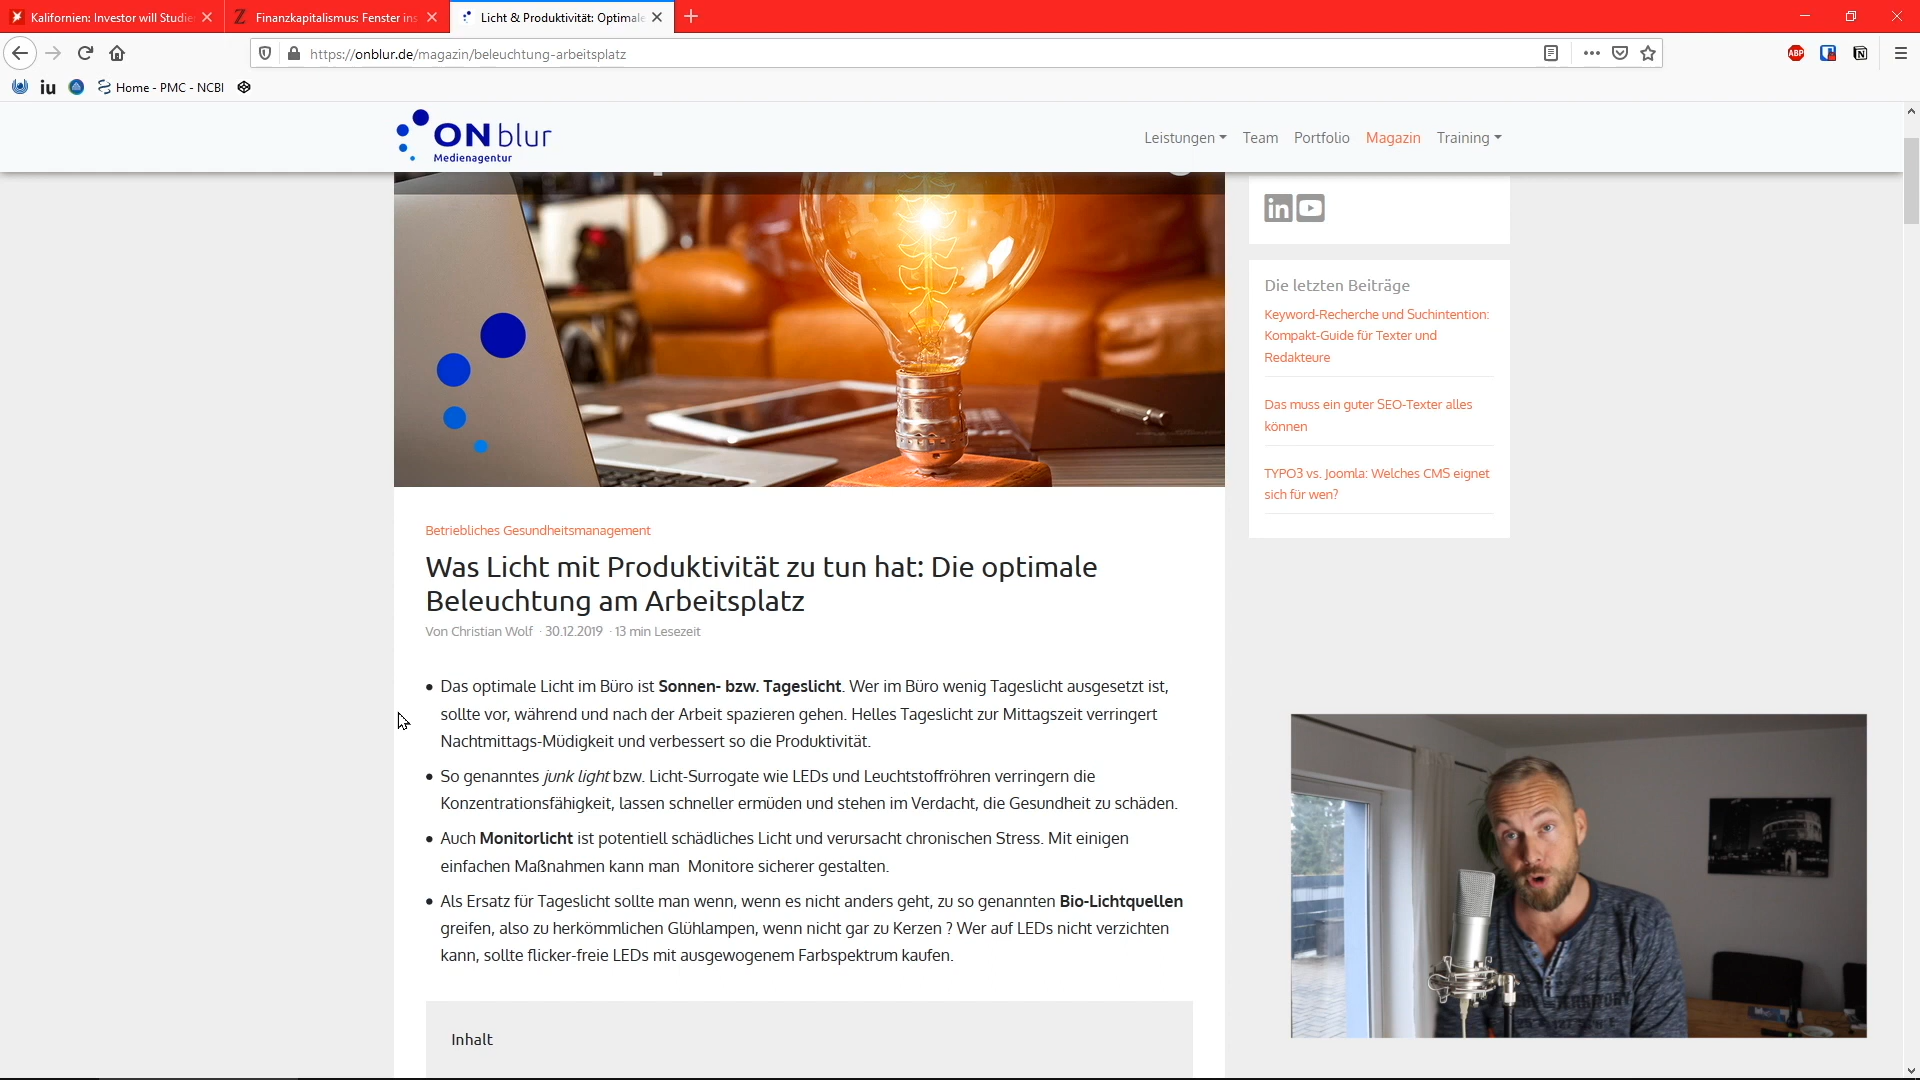 Kalifornien: Investor will Studie
Finanzkapitalismus: Fenster ins
Licht & Produktivität: Optimale
https://onblur.de/magazin/beleuchtung-arbeitsplatz
ABP
iu
Home - PMC - NCBI
ON blur
Medienagentur
Leistungen
Team
Portfolio
Magazin
Training
Die letzten Beiträge
Keyword-Recherche und Suchintention:
Kompakt-Guide für Texter und
Redakteure
Das muss ein guter SEO-Texter alles
können
TYPO3 vs. Joomla: Welches CMS eignet
sich für wen?
Betriebliches Gesundheitsmanagement
Was Licht mit Produktivität zu tun hat: Die optimale
Beleuchtung am Arbeitsplatz
Von Christian Wolf · 30.12.2019 · 13 min Lesezeit
• Das optimale Licht im Büro ist Sonnen- bzw. Tageslicht. Wer im Büro wenig Tageslicht ausgesetzt ist,
sollte vor, während und nach der Arbeit spazieren gehen. Helles Tageslicht zur Mittagszeit verringert
Nachtmittags-Müdigkeit und verbessert so die Produktivität.
• So genanntes junk light bzw. Licht-Surrogate wie LEDs und Leuchtstoffröhren verringern die
Konzentrationsfähigkeit, lassen schneller ermüden und stehen im Verdacht, die Gesundheit zu schäden.
• Auch Monitorlicht ist potentiell schädliches Licht und verursacht chronischen Stress. Mit einigen
einfachen Maßnahmen kann man Monitore sicherer gestalten.
• Als Ersatz für Tageslicht sollte man wenn, wenn es nicht anders geht, zu so genannten Bio-Lichtquellen
greifen, also zu herkömmlichen Glühlampen, wenn nicht gar zu Kerzen ? Wer auf LEDs nicht verzichten
kann, sollte flicker-freie LEDs mit ausgewogenem Farbspektrum kaufen.
Inhalt